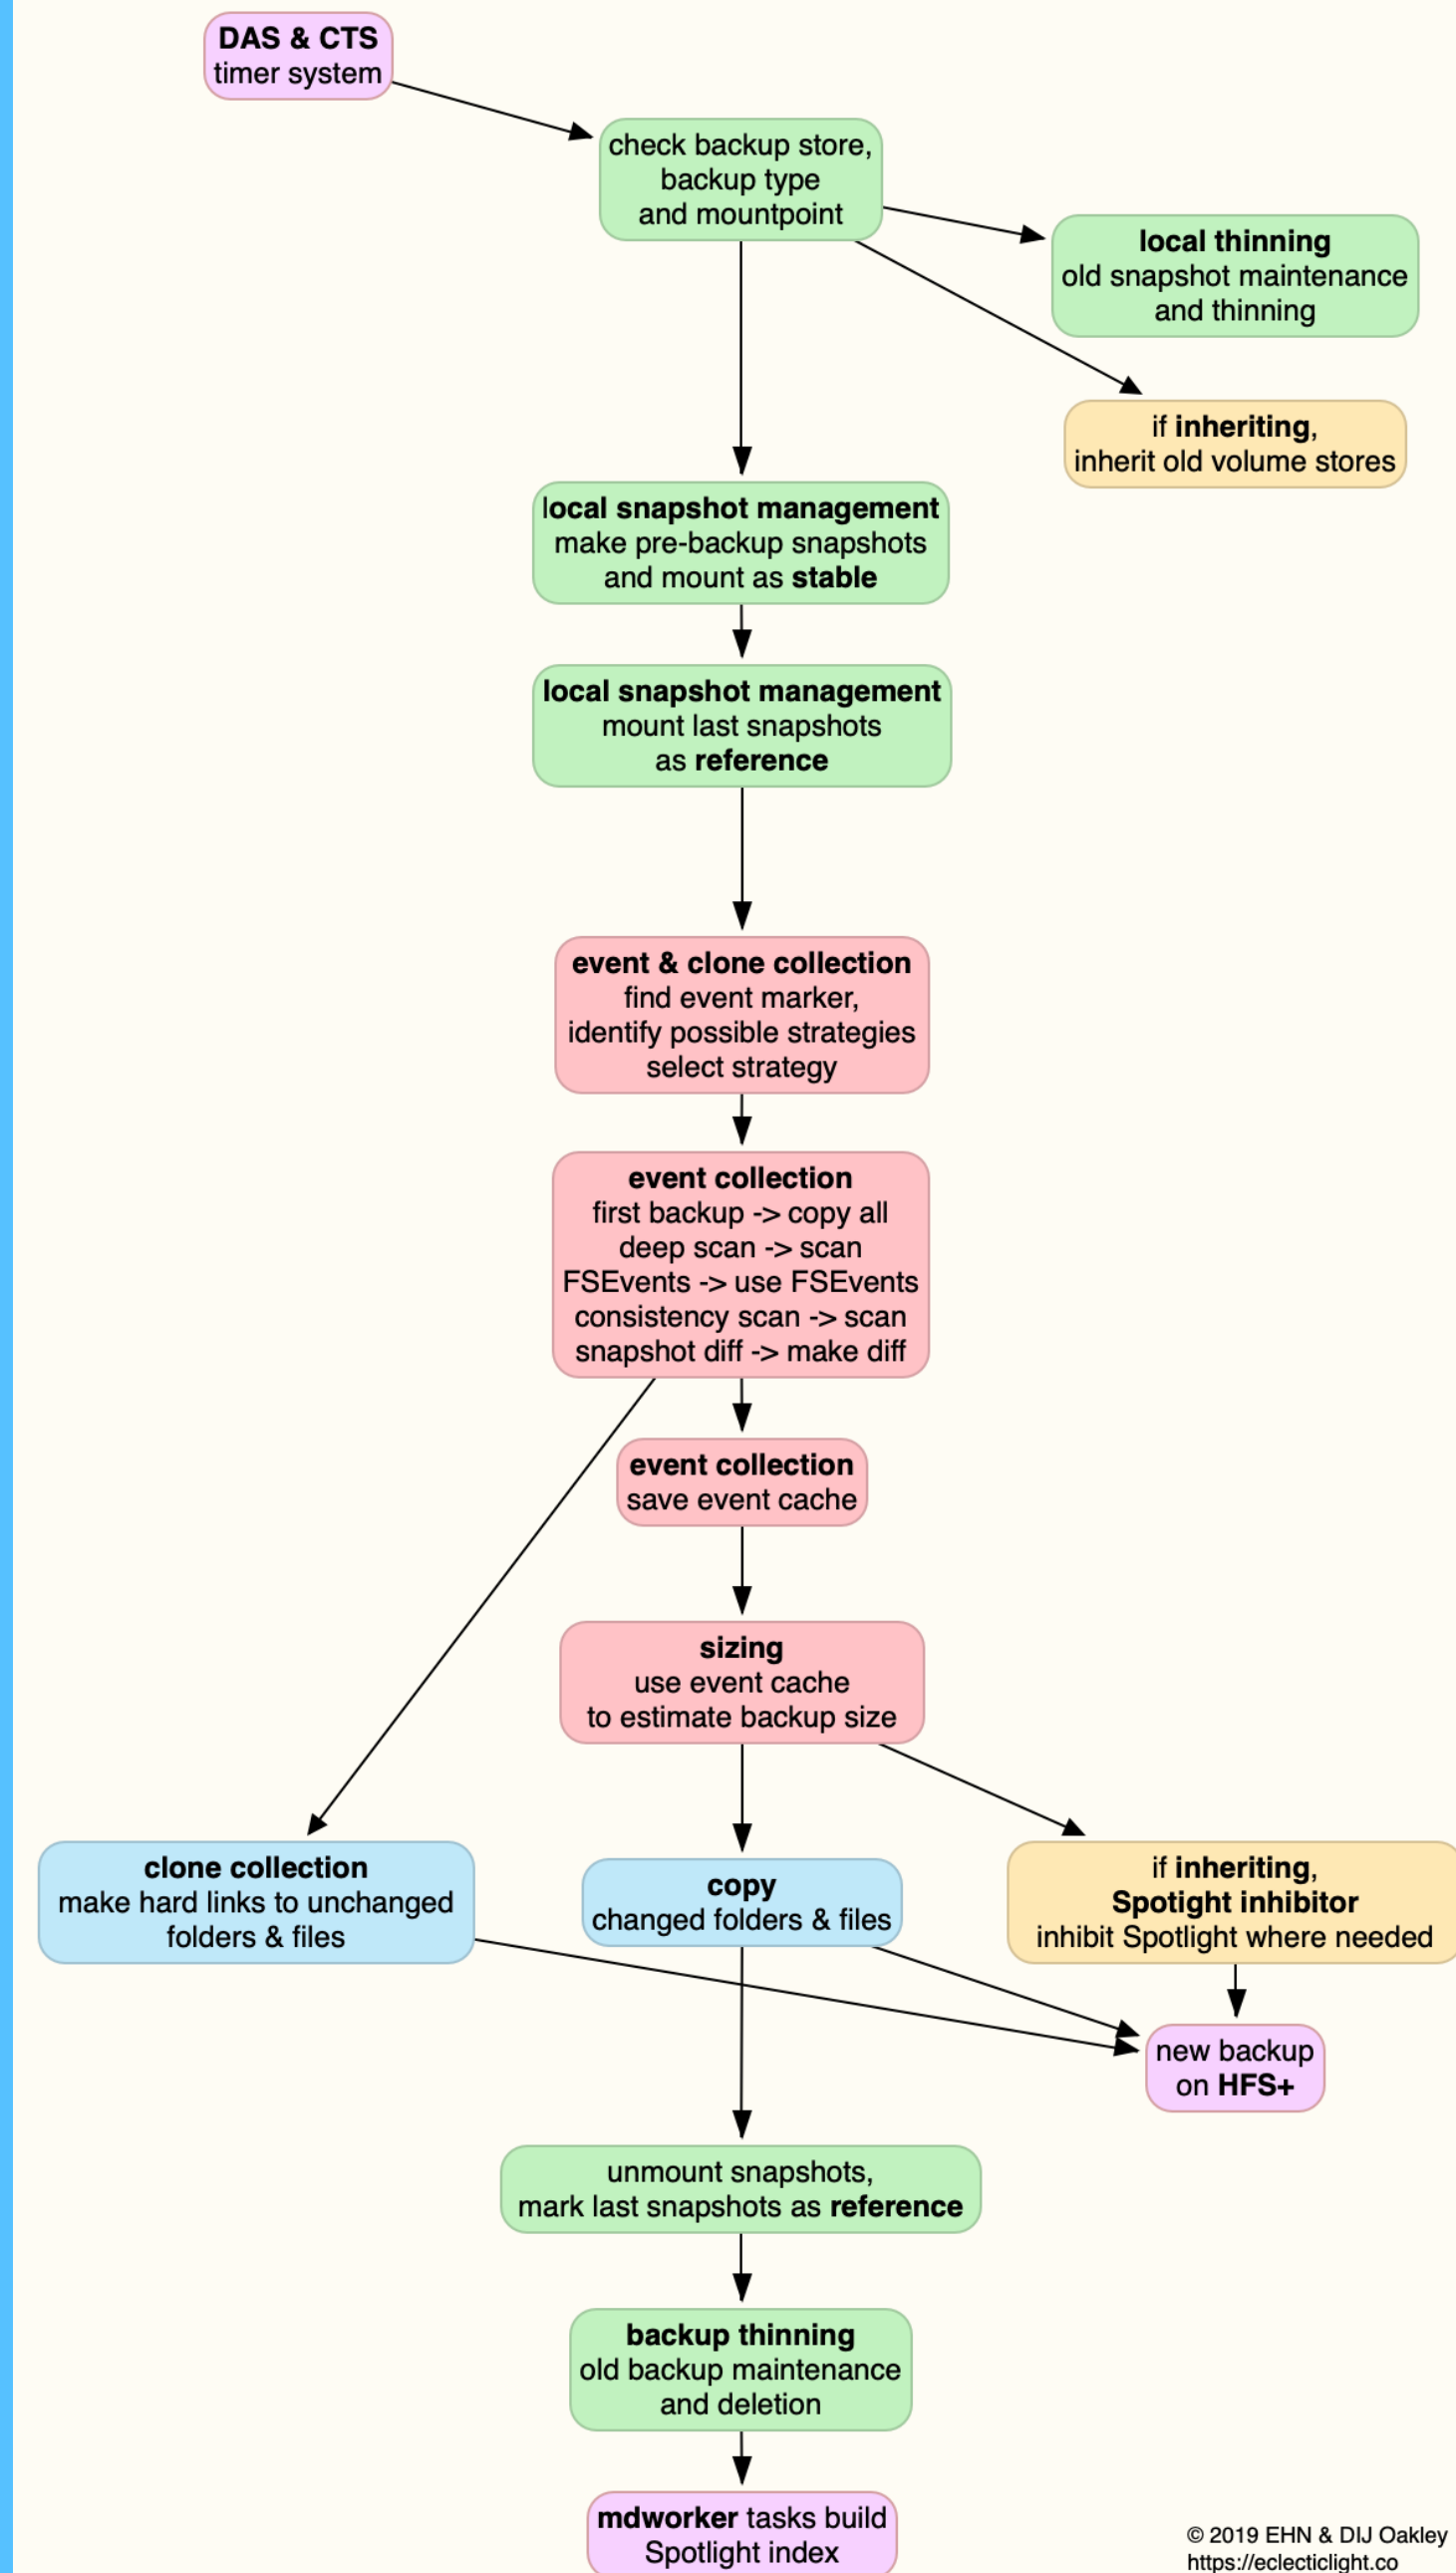 DAS & CTS
timer system
check backup store,
backup type
and mountpoint
local thinning
old snapshot maintenance
and thinning
if inheriting,
inherit old volume stores
local snapshot management
make pre-backup snapshots
and mount as stable
local snapshot management
mount last snapshots
as reference
event & clone collection
find event marker,
identify possible strategies
select strategy
event collection
first backup -> copy all
deep scan -> scan
FSEvents -> use FSEvents
consistency scan -> scan
snapshot diff -> make diff
event collection
save event cache
sizing
use event cache
to estimate backup size
clone collection
make hard links to unchanged
folders & files
copy
changed folders & files
if inheriting,
Spotight inhibitor
inhibit Spotlight where needed
new backup
on HFS+
unmount snapshots,
mark last snapshots as reference
backup thinning
old backup maintenance
and deletion
mdworker tasks build
Spotlight index
© 2019 EHN & DIJ Oakley
https://eclecticlight.co